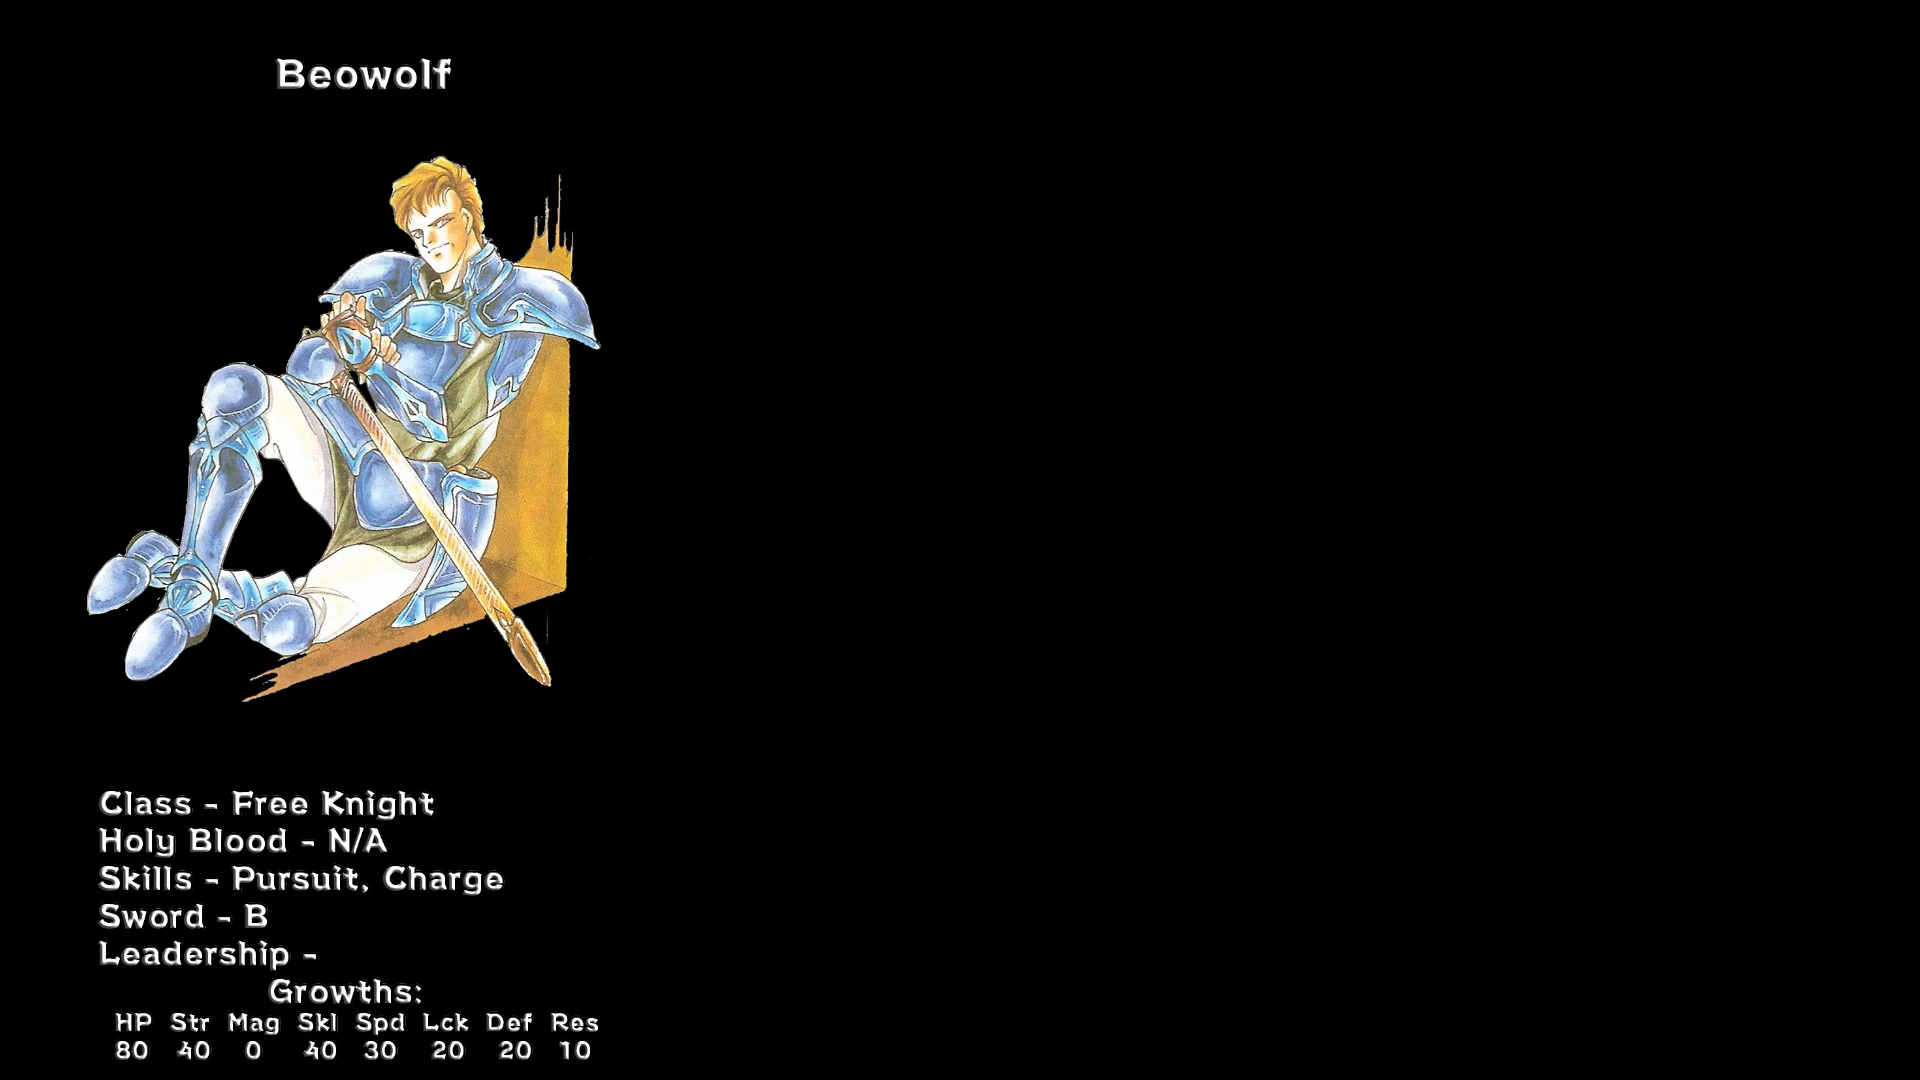 Beowolf
Class - Free Knight
Holy Blood - N/A
Skills - Pursuit, Charge
Sword - B
Leadership -
Growths:
HP Str Mag Skl Spd Lck Def Res
80 40 0 40 30 20 20 10